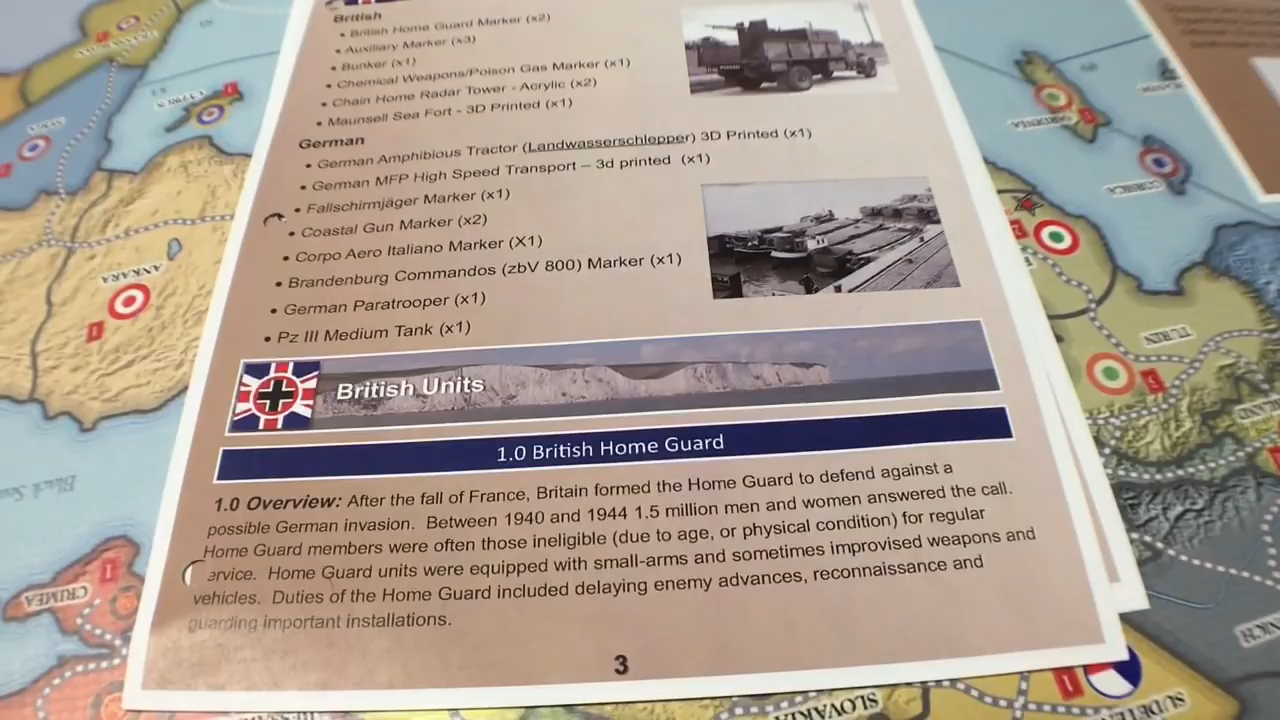 British
• British Home Guard Marker (x2)
• Auxiliary Marker (x3)
• Bunker (x1)
• Chemical Weapons/Poison Gas Marker (x1)
• Chain Home Radar Tower - Acrylic (x2)
• Maunsell Sea Fort - 3D Printed (x1)
German
• German Amphibious Tractor (Landwasserschlepper) 3D Printed (x1)
• German MFP High Speed Transport – 3d printed (x1)
• Fallschirmjäger Marker (x1)
• Coastal Gun Marker (x2)
• Corpo Aero Italiano Marker (X1)
• Brandenburg Commandos (zbV 800) Marker (x1)
• German Paratrooper (x1)
• Pz III Medium Tank (x1)
British Units
1.0 British Home Guard
1.0 Overview: After the fall of France, Britain formed the Home Guard to defend against a
possible German invasion. Between 1940 and 1944 1.5 million men and women answered the call.
Home Guard members were often those ineligible (due to age, or physical condition) for regular
ervice. Home Guard units were equipped with small-arms and sometimes improvised weapons and
vehicles. Duties of the Home Guard included delaying enemy advances, reconnaissance and
guarding important installations.
3
CYPRUS
ANKARA
1
Black Sea
CRIMEA
1
SARDINIA
CORSICA
TURIN
SLOVAKIA
1